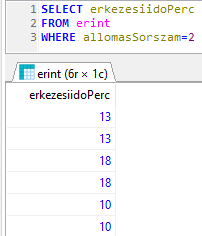 1 SELECT erkezesiidoPerc
2 FROM erint
3 WHERE allomasSorszam=2
erint (6r × 1c)
erkezesiidoPerc
13
13
18
18
10
10